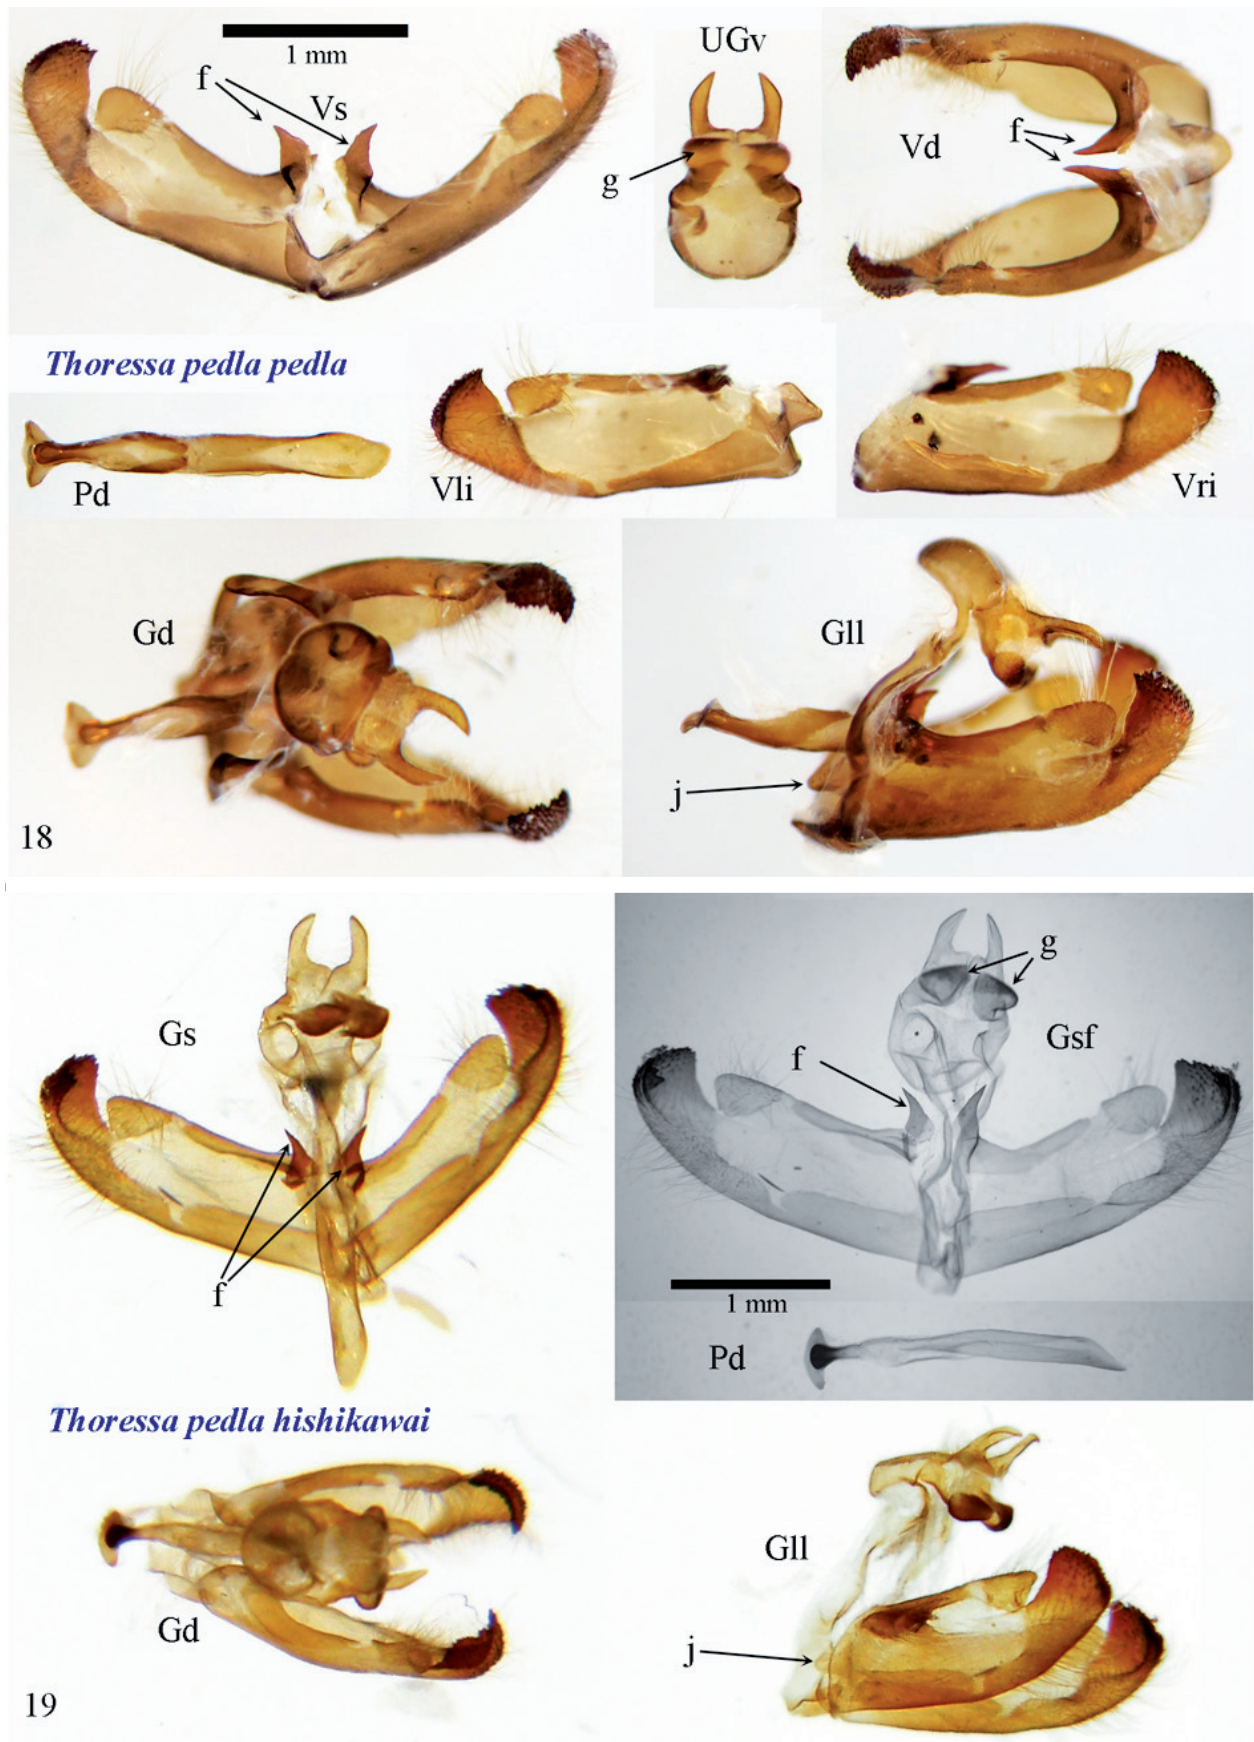 1 mm
UGv
f
Vs
f
Vd
g
Thoressa pedla pedla
Pd
Vli
Vri
Gd
Gll
j
18
g
Gs
Gsf
f
f
1 mm
Pd
Thoressa pedla hishikawai
Gll
Gd
j
19